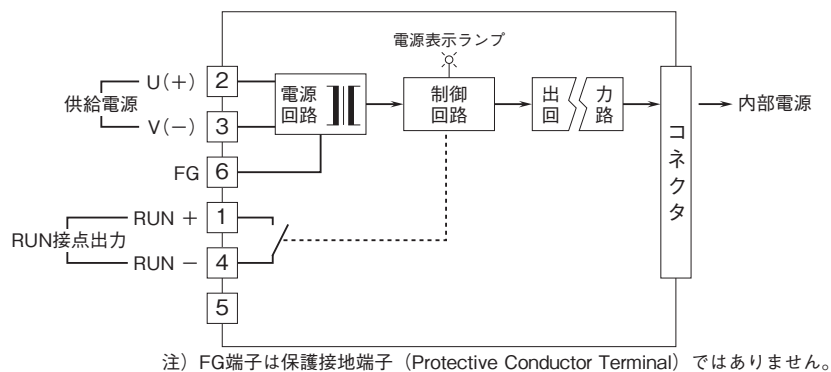 電源表示ランプ
供給電源
U(+) 2
V(−) 3
FG 6
電源
回路
制御
回路
出力
回路
コネクタ
内部電源
RUN接点出力
RUN + 1
RUN − 4
5
注）FG端子は保護接地端子（Protective Conductor Terminal）ではありません。